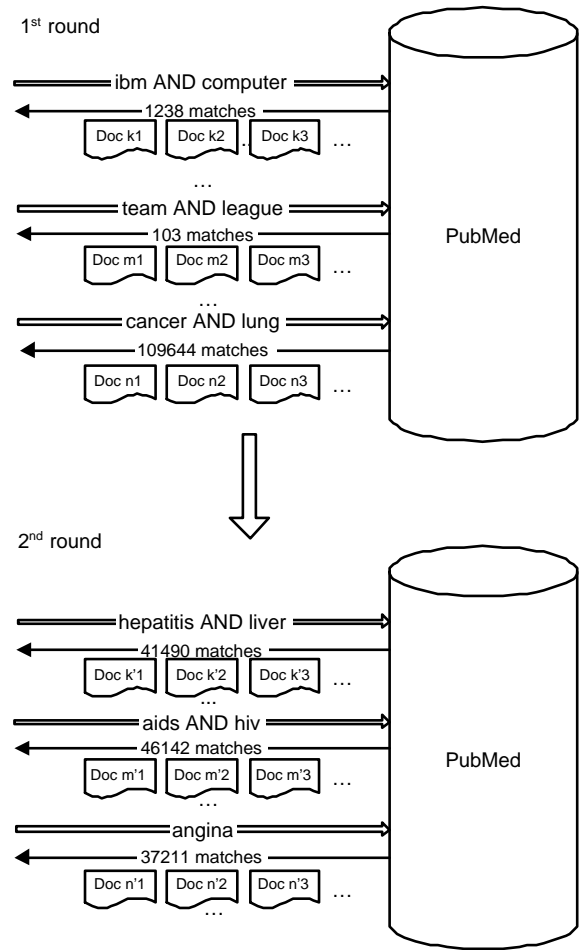 1st round
ibm AND computer
1238 matches
Doc k1 Doc k2 ... Doc k3 ...
...
team AND league
103 matches
PubMed
Doc m1 Doc m2 Doc m3 ...
...
cancer AND lung
109644 matches
Doc n1 Doc n2 Doc n3 ...
2nd round
hepatitis AND liver
41490 matches
Doc k'1 Doc k'2 Doc k'3 ...
...
aids AND hiv
46142 matches
PubMed
Doc m'1 Doc m'2 Doc m'3 ...
...
angina
37211 matches
Doc n'1 Doc n'2 Doc n'3 ...
...